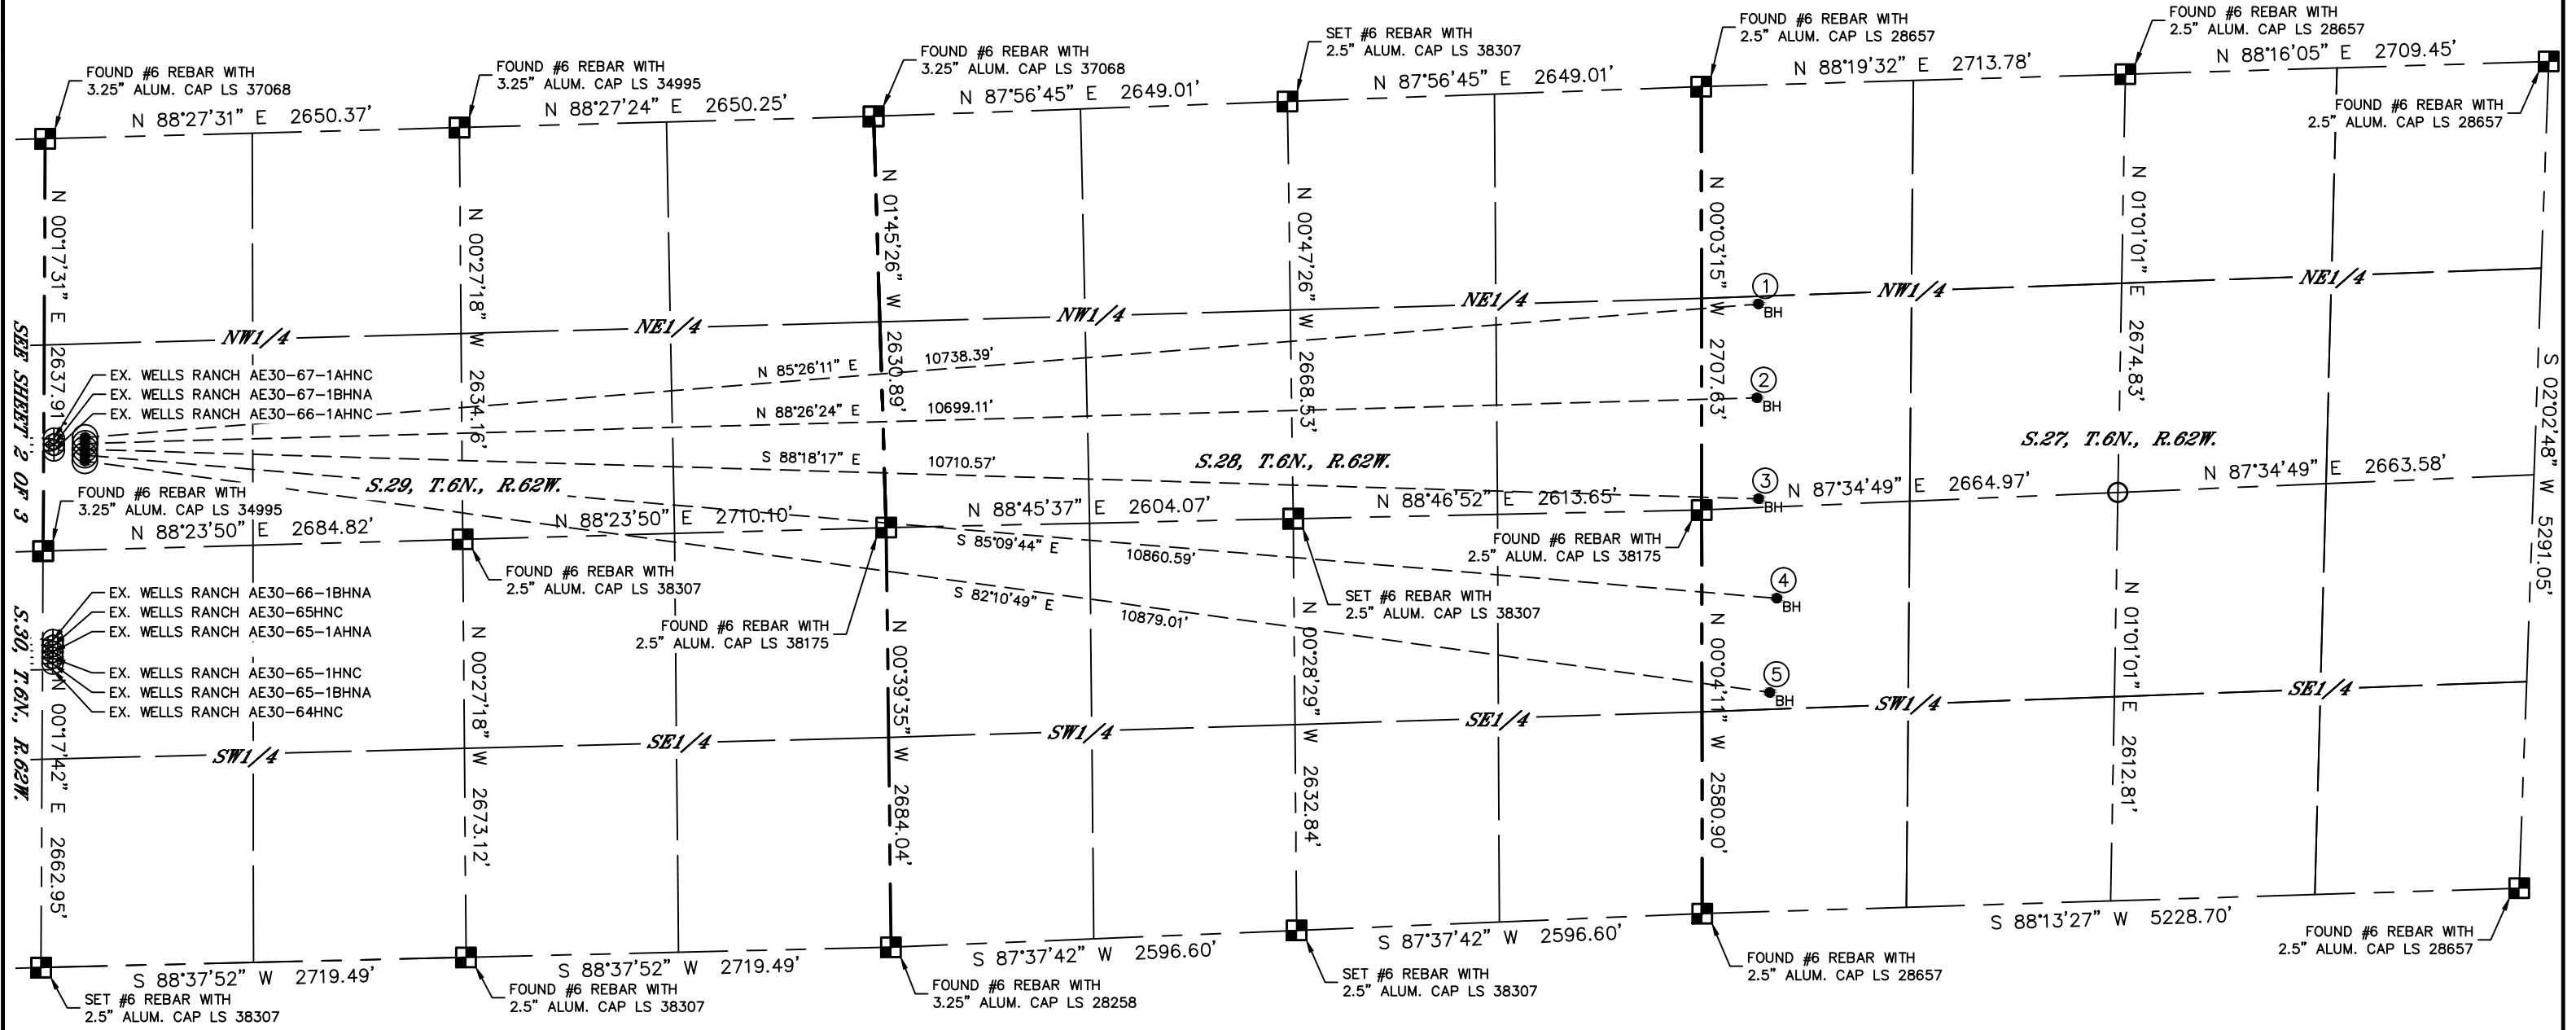 FOUND #6 REBAR WITH
3.25” ALUM. CAP LS 37068
FOUND #6 REBAR WITH
3.25” ALUM. CAP LS 34995
FOUND #6 REBAR WITH
3.25” ALUM. CAP LS 37068
SET #6 REBAR WITH
2.5” ALUM. CAP LS 38307
FOUND #6 REBAR WITH
2.5” ALUM. CAP LS 28657
FOUND #6 REBAR WITH
2.5” ALUM. CAP LS 28657
FOUND #6 REBAR WITH
2.5” ALUM. CAP LS 28657
N 88°27’31” E 2650.37’
N 88°27’24” E 2650.25’
N 87°56’45” E 2649.01’
N 87°56’45” E 2649.01’
N 88°19’32” E 2713.78’
N 88°16’05” E 2709.45’
N 00°17’31” E 2637.91’
N 00°27’18” W 2634.16’
N 01°45’26” W 2630.89’
N 00°47’26” W 2668.53’
N 00°03’15” W 2707.63’
N 01°01’01” E 2674.83’
S 02°02’48” W 5291.05’
NW1/4
NE1/4
NW1/4
NE1/4
NW1/4
NE1/4
SEE SHEET 2 OF 3
EX. WELLS RANCH AE30-67-1AHNC
EX. WELLS RANCH AE30-67-1BHNA
EX. WELLS RANCH AE30-66-1AHNC
N 85°26’11” E 10738.39’
1
BH
N 88°26’24” E 10699.11’
2
BH
S 88°18’17” E 10710.57’
3
BH
S 85°09’44” E 10860.59’
4
BH
S 82°10’49” E 10879.01’
5
BH
S.29, T.6N., R.62W.
S.28, T.6N., R.62W.
S.27, T.6N., R.62W.
FOUND #6 REBAR WITH
3.25” ALUM. CAP LS 34995
N 88°23’50” E 2684.82’
N 88°23’50” E 2710.10’
N 88°45’37” E 2604.07’
N 88°46’52” E 2613.65’
N 87°34’49” E 2664.97’
N 87°34’49” E 2663.58’
FOUND #6 REBAR WITH
2.5” ALUM. CAP LS 38307
FOUND #6 REBAR WITH
2.5” ALUM. CAP LS 38175
SET #6 REBAR WITH
2.5” ALUM. CAP LS 38307
FOUND #6 REBAR WITH
2.5” ALUM. CAP LS 38175
EX. WELLS RANCH AE30-66-1BHNA
EX. WELLS RANCH AE30-65HNC
EX. WELLS RANCH AE30-65-1AHNA
EX. WELLS RANCH AE30-65-1HNC
EX. WELLS RANCH AE30-65-1BHNA
EX. WELLS RANCH AE30-64HNC
S.30, T.6N., R.62W.
N 00°17’42” E 2662.95’
N 00°27’18” W 2673.12’
N 00°39’35” W 2684.04’
N 00°28’29” W 2632.84’
N 00°04’11” W 2580.90’
N 01°01’01” E 2612.81’
SW1/4
SE1/4
SW1/4
SE1/4
SW1/4
SE1/4
S 88°37’52” W 2719.49’
S 88°37’52” W 2719.49’
S 87°37’42” W 2596.60’
S 87°37’42” W 2596.60’
S 88°13’27” W 5228.70’
SET #6 REBAR WITH
2.5” ALUM. CAP LS 38307
FOUND #6 REBAR WITH
2.5” ALUM. CAP LS 38307
FOUND #6 REBAR WITH
3.25” ALUM. CAP LS 28258
SET #6 REBAR WITH
2.5” ALUM. CAP LS 38307
FOUND #6 REBAR WITH
2.5” ALUM. CAP LS 28657
FOUND #6 REBAR WITH
2.5” ALUM. CAP LS 28657